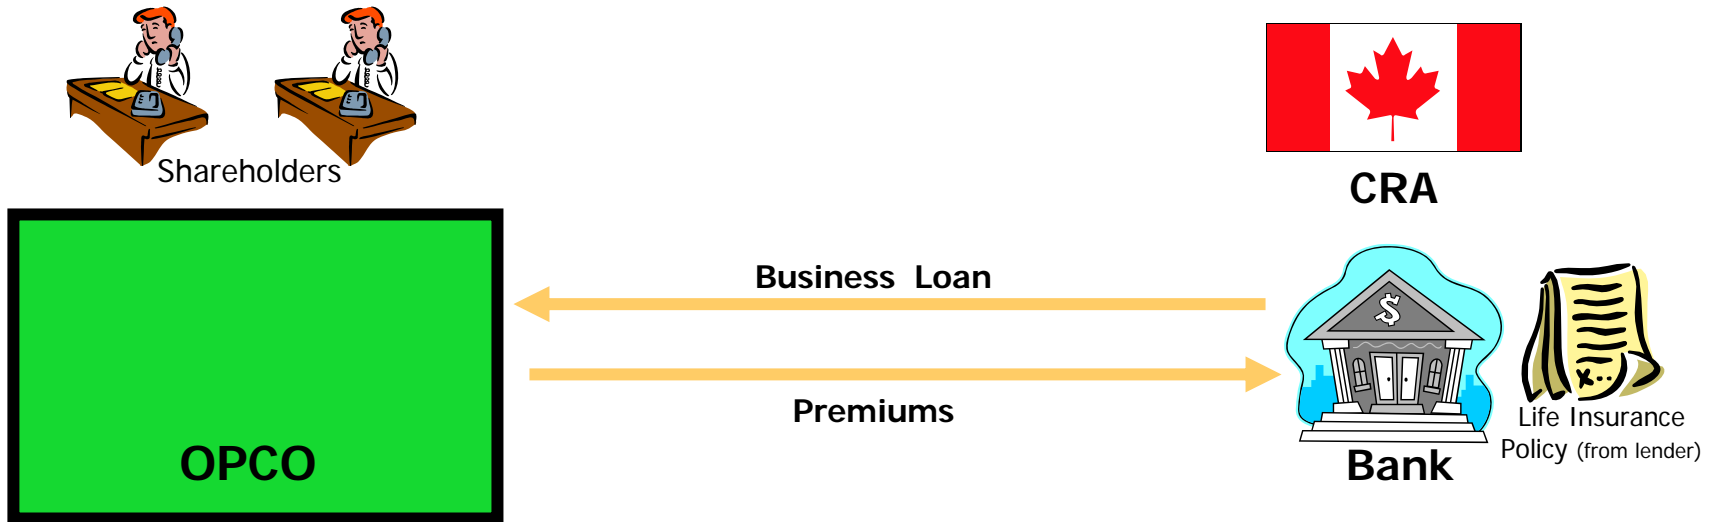 Shareholders
CRA
Business Loan
Premiums
OPCO
$
x..
Life Insurance
Policy (from lender)
Bank